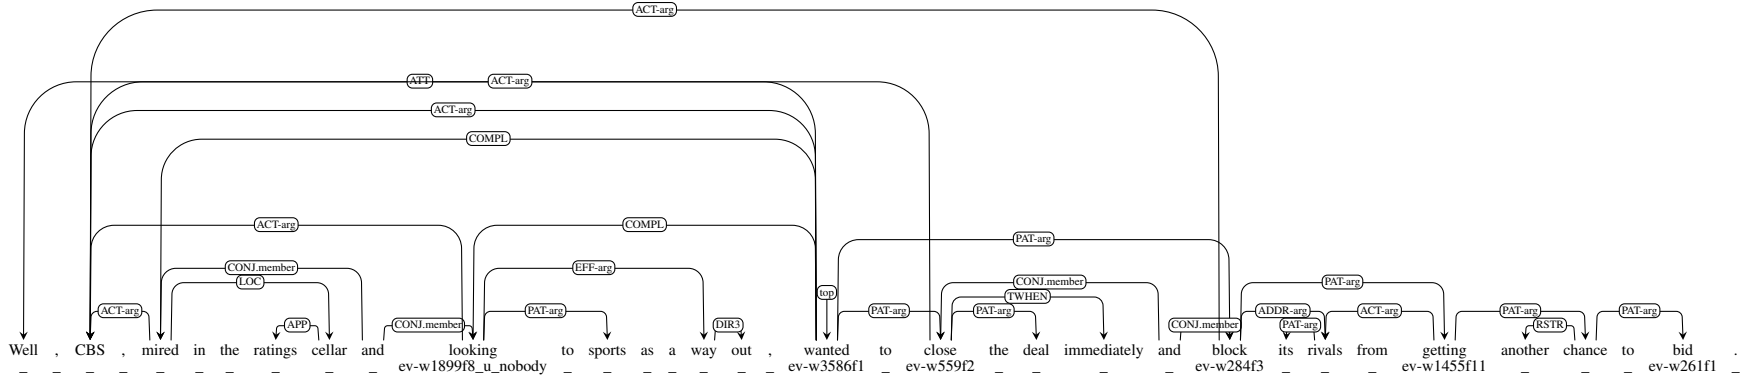 ACT-arg
ATT ACT-arg
ACT-arg
COMPL
ACT-arg COMPL
PAT-arg
CONJ.member EFF-arg
LOC CONJ.member PAT-arg
top TWHEN
ACT-arg PAT-arg PAT-arg PAT-arg ADDR-arg ACT-arg PAT-arg PAT-arg
APP CONJ.member DIR3 CONJ.member PAT-arg RSTR
Well , CBS , mired in the ratings cellar and looking to sports as a way out , wanted to close the deal immediately and block its rivals from getting another chance to bid .
_ _ _ _ _ _ _ _ _ _ ev-w1899f8_u_nobody _ _ _ _ _ _ _ ev-w3586f1 _ ev-w559f2 _ _ _ _ ev-w284f3 _ _ _ ev-w1455f11 _ _ _ ev-w261f1 _